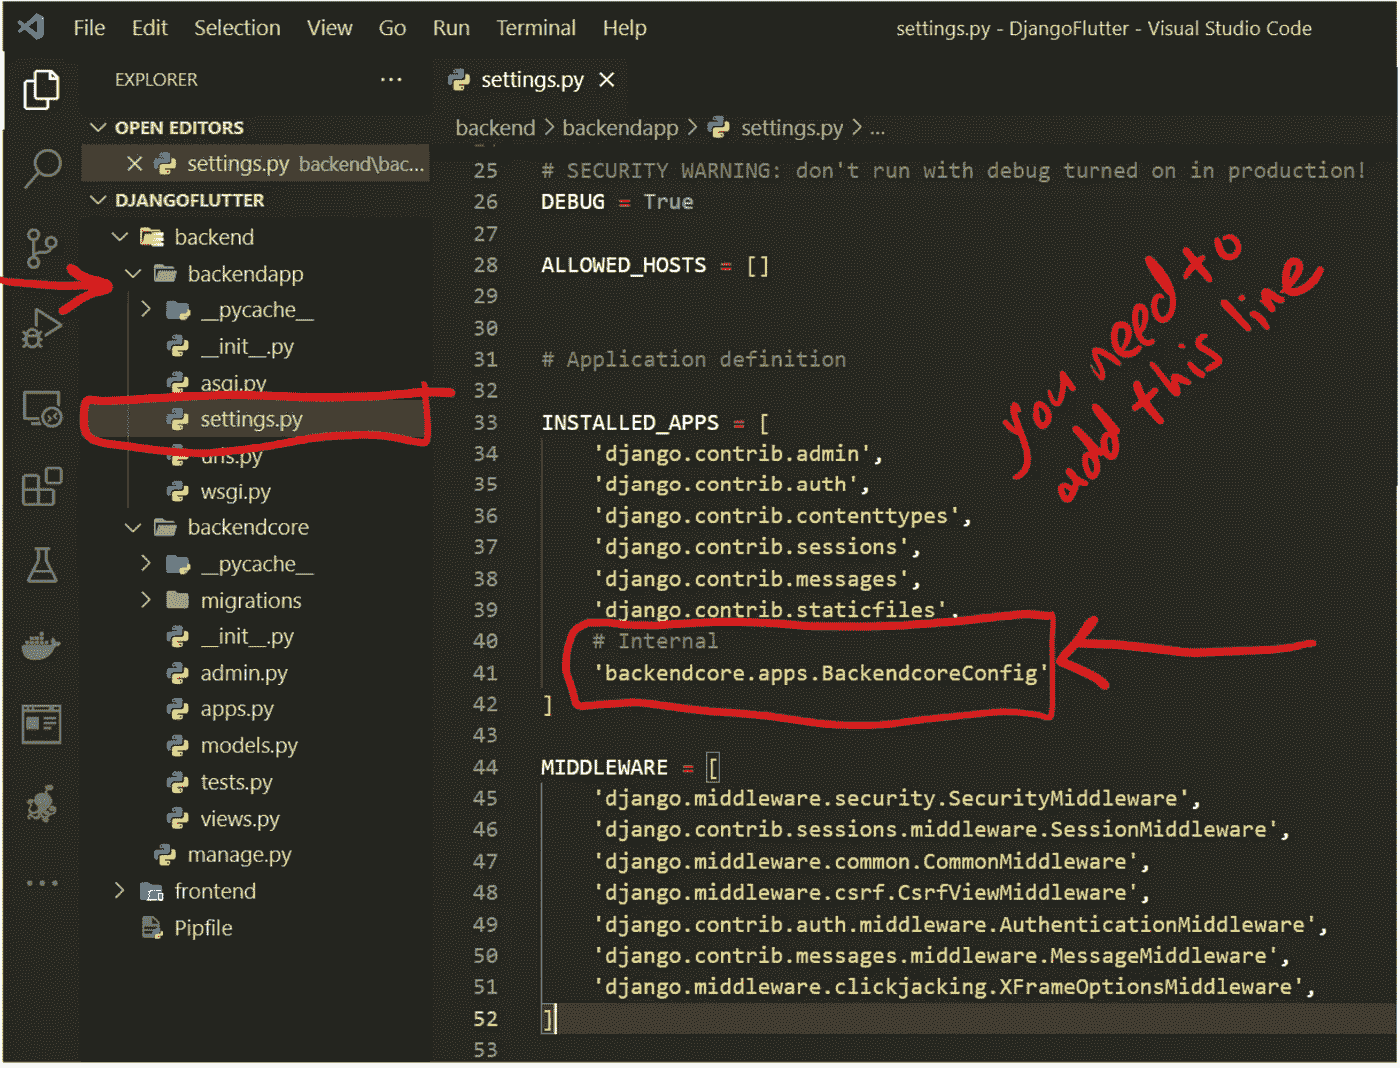 File Edit Selection View Go Run Terminal Help settings.py - DjangoFlutter - Visual Studio Code
EXPLORER ...
OPEN EDITORS
settings.py backend\bac...
DJANGOFLUTTER
backend
backendapp
__pycache__
__init__.py
asgi.py
settings.py
urls.py
wsgi.py
backendcore
__pycache__
migrations
__init__.py
admin.py
apps.py
models.py
tests.py
views.py
manage.py
frontend
Pipfile
settings.py
backend > backendapp > settings.py > ...
25 # SECURITY WARNING: don't run with debug turned on in production!
26 DEBUG = True
27
28 ALLOWED_HOSTS = []
29
30
31 # Application definition
32
33 INSTALLED_APPS = [
34 'django.contrib.admin',
35 'django.contrib.auth',
36 'django.contrib.contenttypes',
37 'django.contrib.sessions',
38 'django.contrib.messages',
39 'django.contrib.staticfiles',
40 # Internal
41 'backendcore.apps.BackendcoreConfig'
42 ]
43
44 MIDDLEWARE = [
45 'django.middleware.security.SecurityMiddleware',
46 'django.contrib.sessions.middleware.SessionMiddleware',
47 'django.middleware.common.CommonMiddleware',
48 'django.middleware.csrf.CsrfViewMiddleware',
49 'django.contrib.auth.middleware.AuthenticationMiddleware',
50 'django.contrib.messages.middleware.MessageMiddleware',
51 'django.middleware.clickjacking.XFrameOptionsMiddleware',
52 ]
53
you need to
add this line